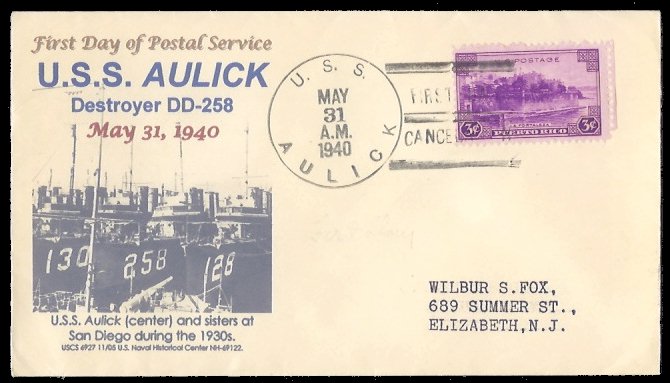 First Day of Postal Service
U.S.S. AULICK
Destroyer DD-258
May 31, 1940
130 258 128
U.S.S. Aulick (center) and sisters at
San Diego during the 1930s.
USCS 6927 11/05 U.S. Naval Historical Center NH-69122.
U. S. S.
MAY
31
A.M.
1940
AULICK
FIRST
CANCE
POSTAGE
3¢ PUERTO RICO 3¢
WILBUR S. FOX,
689 SUMMER ST.,
ELIZABETH, N.J.